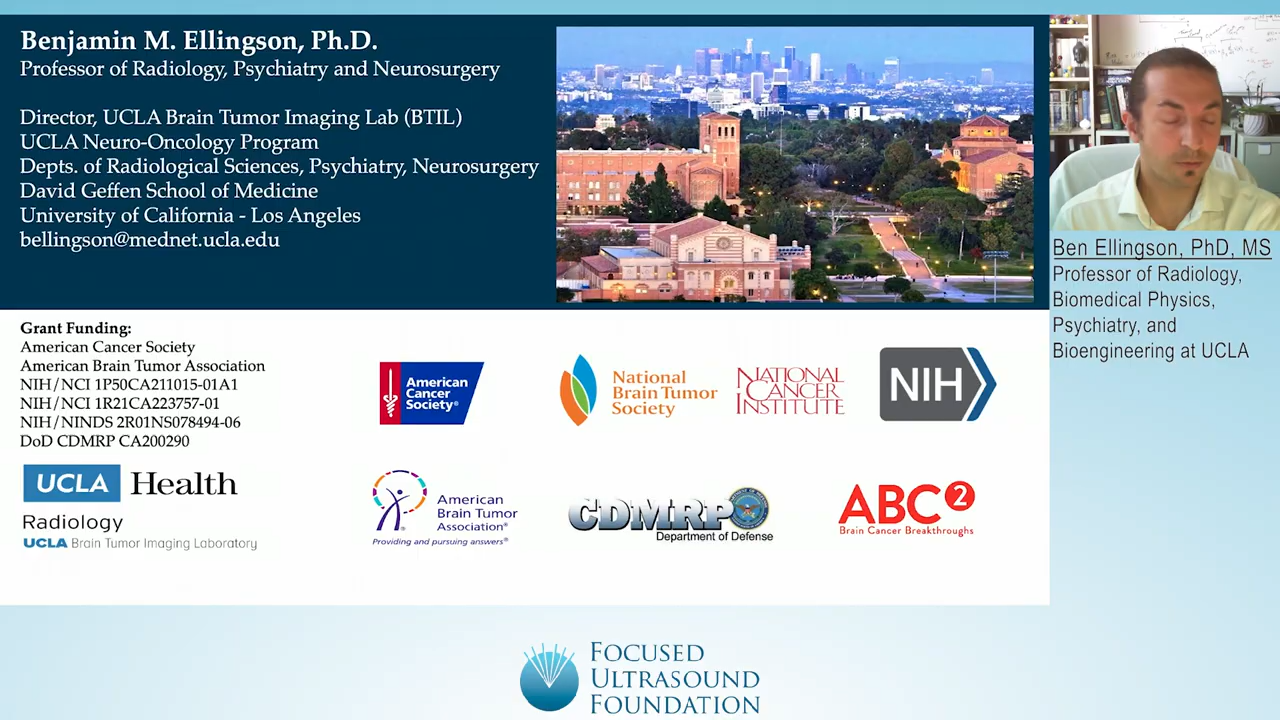 Benjamin M. Ellingson, Ph.D.
Professor of Radiology, Psychiatry and Neurosurgery
Director, UCLA Brain Tumor Imaging Lab (BTIL)
UCLA Neuro-Oncology Program
Depts. of Radiological Sciences, Psychiatry, Neurosurgery
David Geffen School of Medicine
University of California - Los Angeles
bellingson@mednet.ucla.edu
Ben Ellingson, PhD, MS
Professor of Radiology,
Biomedical Physics,
Psychiatry, and
Bioengineering at UCLA
Grant Funding:
American Cancer Society
American Brain Tumor Association
NIH/NCI 1P50CA211015-01A1
NIH/NCI 1R21CA223757-01
NIH/NINDS 2R01NS078494-06
DoD CDMRP CA200290
American
Cancer
Society®
National
Brain Tumor
Society
NATIONAL
CANCER
INSTITUTE
NIH
UCLA Health
Radiology
UCLA Brain Tumor Imaging Laboratory
American
Brain Tumor
Association®
Providing and pursuing answers®
CDMRP
Department of Defense
ABC2
Brain Cancer Breakthroughs
FOCUSED
ULTRASOUND
FOUNDATION